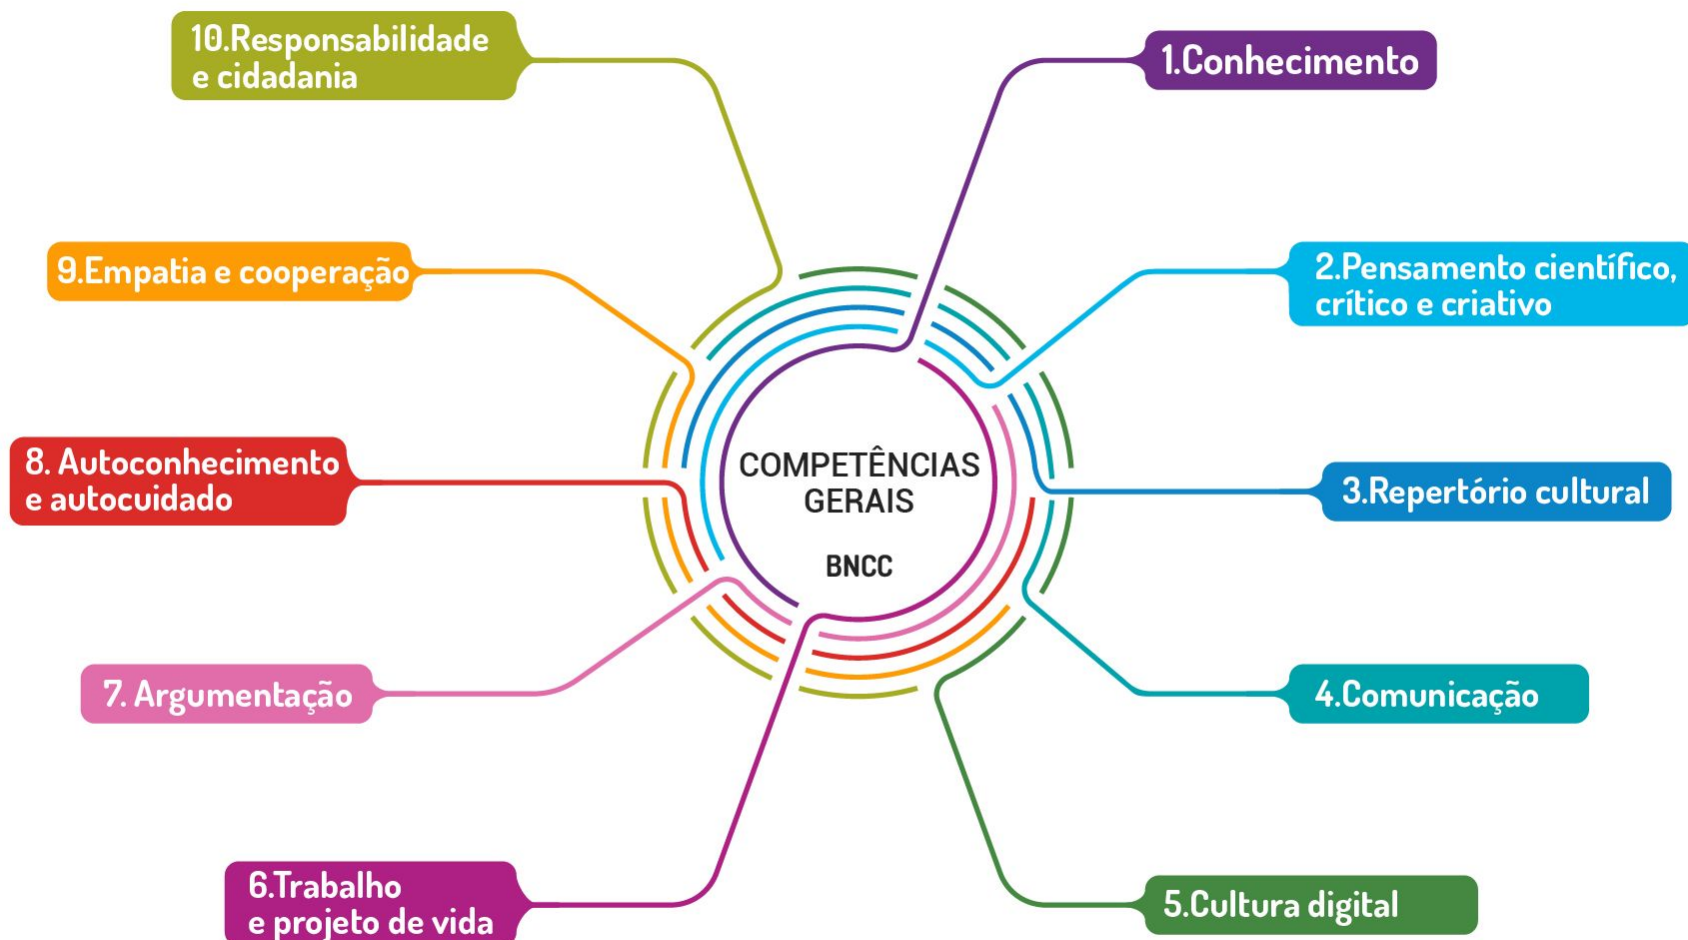 COMPETÊNCIAS
GERAIS
BNCC
1.Conhecimento
2.Pensamento científico,
crítico e criativo
3.Repertório cultural
4.Comunicação
5.Cultura digital
6.Trabalho
e projeto de vida
7. Argumentação
8. Autoconhecimento
e autocuidado
9.Empatia e cooperação
10.Responsabilidade
e cidadania